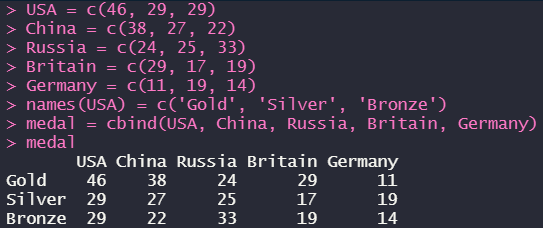 > USA = c(46, 29, 29)
> China = c(38, 27, 22)
> Russia = c(24, 25, 33)
> Britain = c(29, 17, 19)
> Germany = c(11, 19, 14)
> names(USA) = c('Gold', 'Silver', 'Bronze')
> medal = cbind(USA, China, Russia, Britain, Germany)
> medal
       USA China Russia Britain Germany
Gold    46    38     24      29      11
Silver  29    27     25      17      19
Bronze  29    22     33      19      14